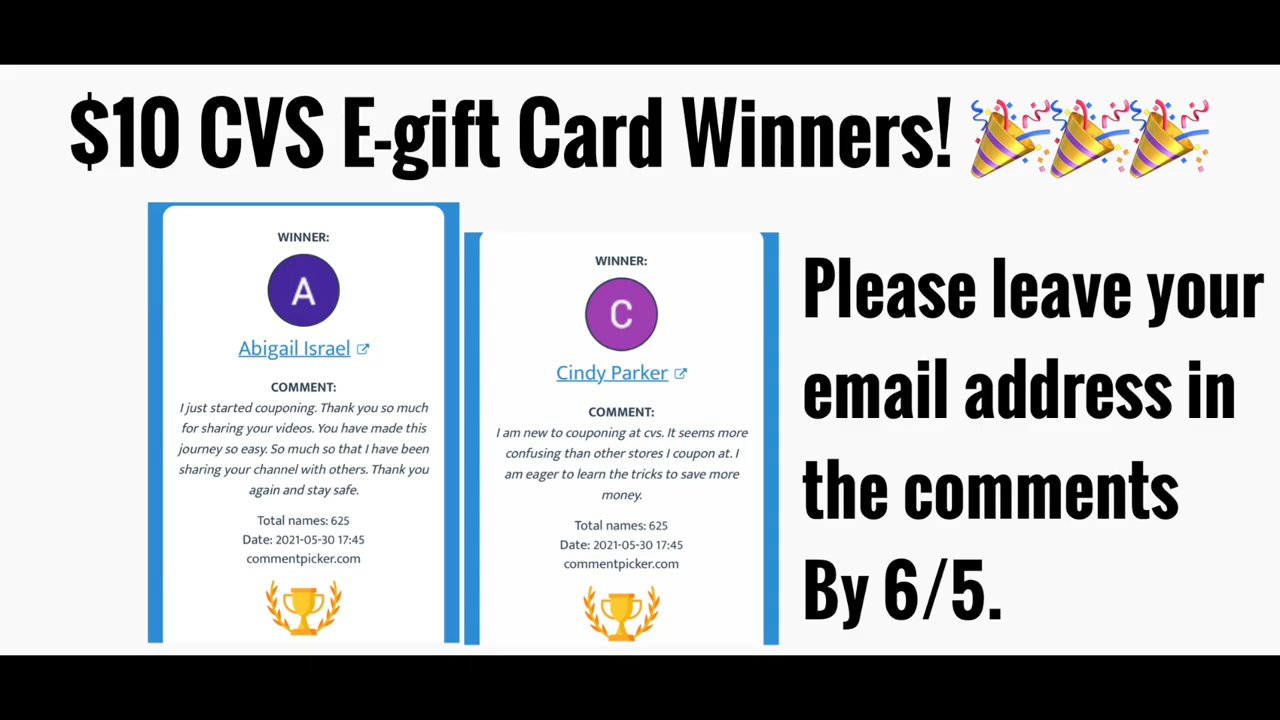 $10 CVS E-gift Card Winners! 🎉🎉🎉
WINNER:
A
Abigail Israel
COMMENT:
I just started couponing. Thank you so much
for sharing your videos. You have made this
journey so easy. So much so that I have been
sharing your channel with others. Thank you
again and stay safe.
Total names: 625
Date: 2021-05-30 17:45
commentpicker.com
WINNER:
C
Cindy Parker
COMMENT:
I am new to couponing at cvs. It seems more
confusing than other stores I coupon at. I
am eager to learn the tricks to save more
money.
Total names: 625
Date: 2021-05-30 17:45
commentpicker.com
Please leave your
email address in
the comments
By 6/5.